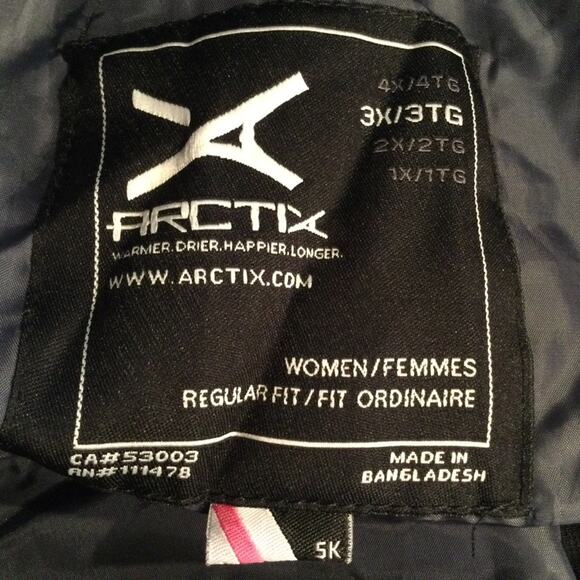 4X/4TG
3X/3TG
2X/2TG
1X/1TG
ARCTIX
WARMER. DRIER. HAPPIER. LONGER.
WWW.ARCTIX.COM
WOMEN/FEMMES
REGULAR FIT/FIT ORDINAIRE
CA#53003
RN#111478
MADE IN
BANGLADESH
5K